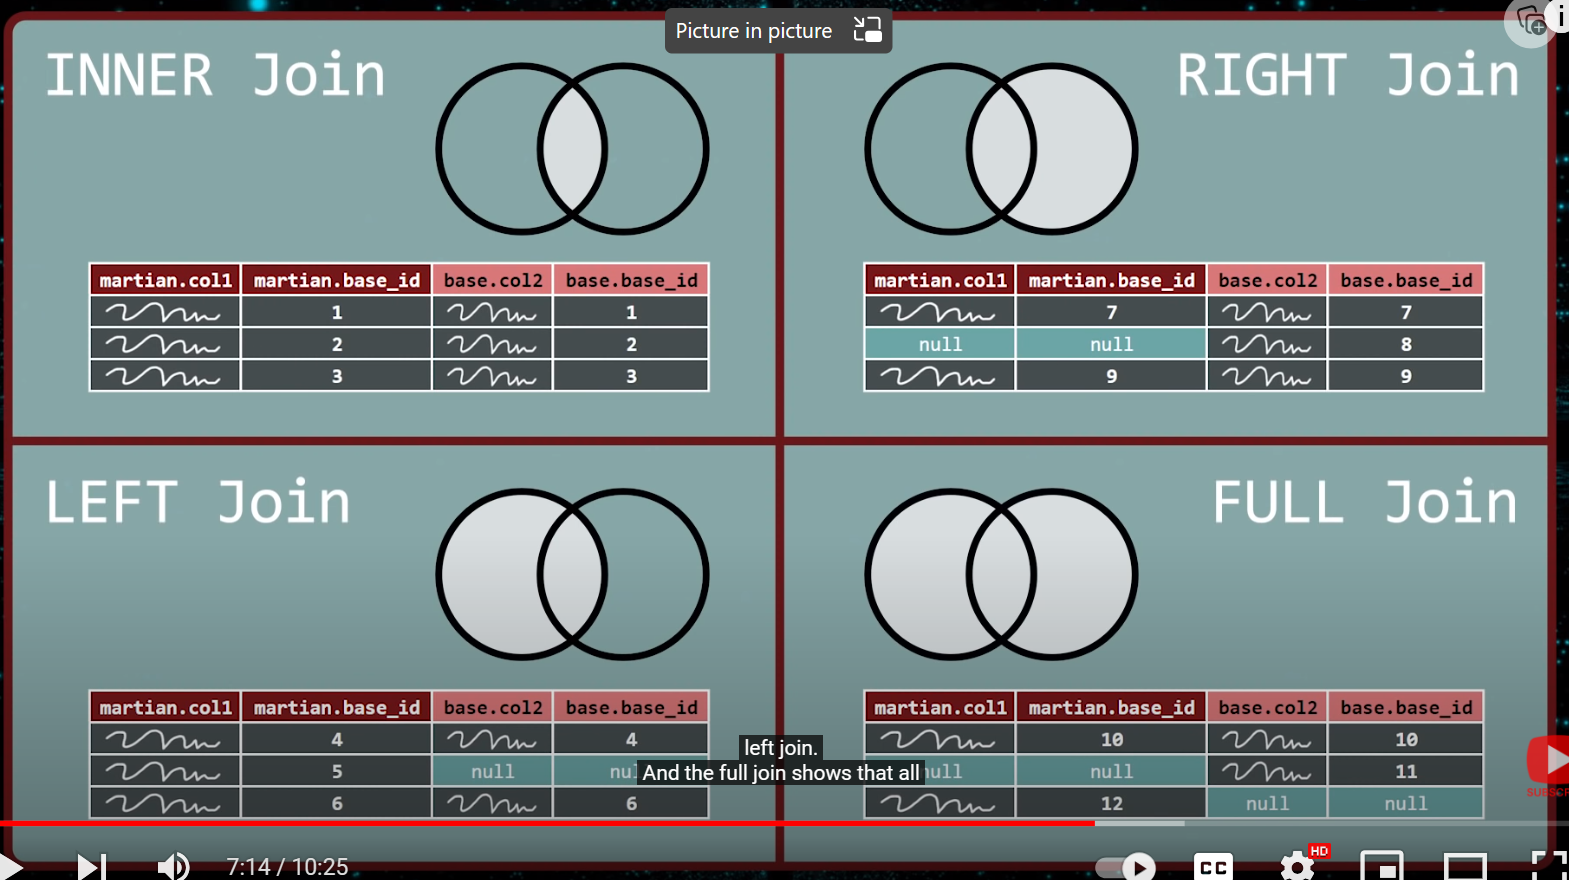 Picture in picture
INNER Join
martian.col1 martian.base_id base.col2 base.base_id
1 1
2 2
3 3
RIGHT Join
martian.col1 martian.base_id base.col2 base.base_id
7 7
null null 8
9 9
LEFT Join
martian.col1 martian.base_id base.col2 base.base_id
4 4
5 null
6 6
FULL Join
martian.col1 martian.base_id base.col2 base.base_id
10 10
null null 11
12 null null
left join.
And the full join shows that all
7:14 / 10:25
CC
HD